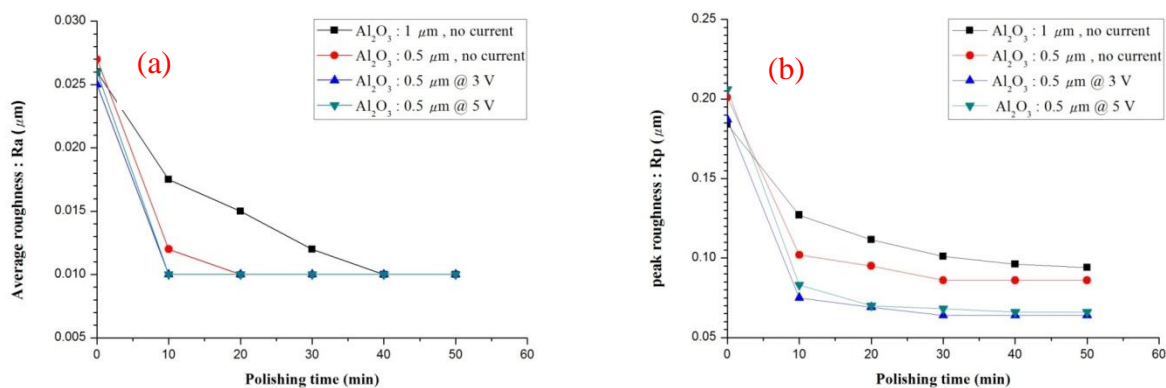 (a)
Al₂O₃ : 1 μm , no current
Al₂O₃ : 0.5 μm , no current
Al₂O₃ : 0.5 μm @ 3 V
Al₂O₃ : 0.5 μm @ 5 V
Average roughness : Ra ( μm)
0.030
0.025
0.020
0.015
0.010
0.005
0 10 20 30 40 50 60
Polishing time (min)
(b)
Al₂O₃ : 1 μm , no current
Al₂O₃ : 0.5 μm , no current
Al₂O₃ : 0.5 μm @ 3 V
Al₂O₃ : 0.5 μm @ 5 V
peak roughness : Rp ( μm)
0.25
0.20
0.15
0.10
0.05
0 10 20 30 40 50 60
Polishing time (min)